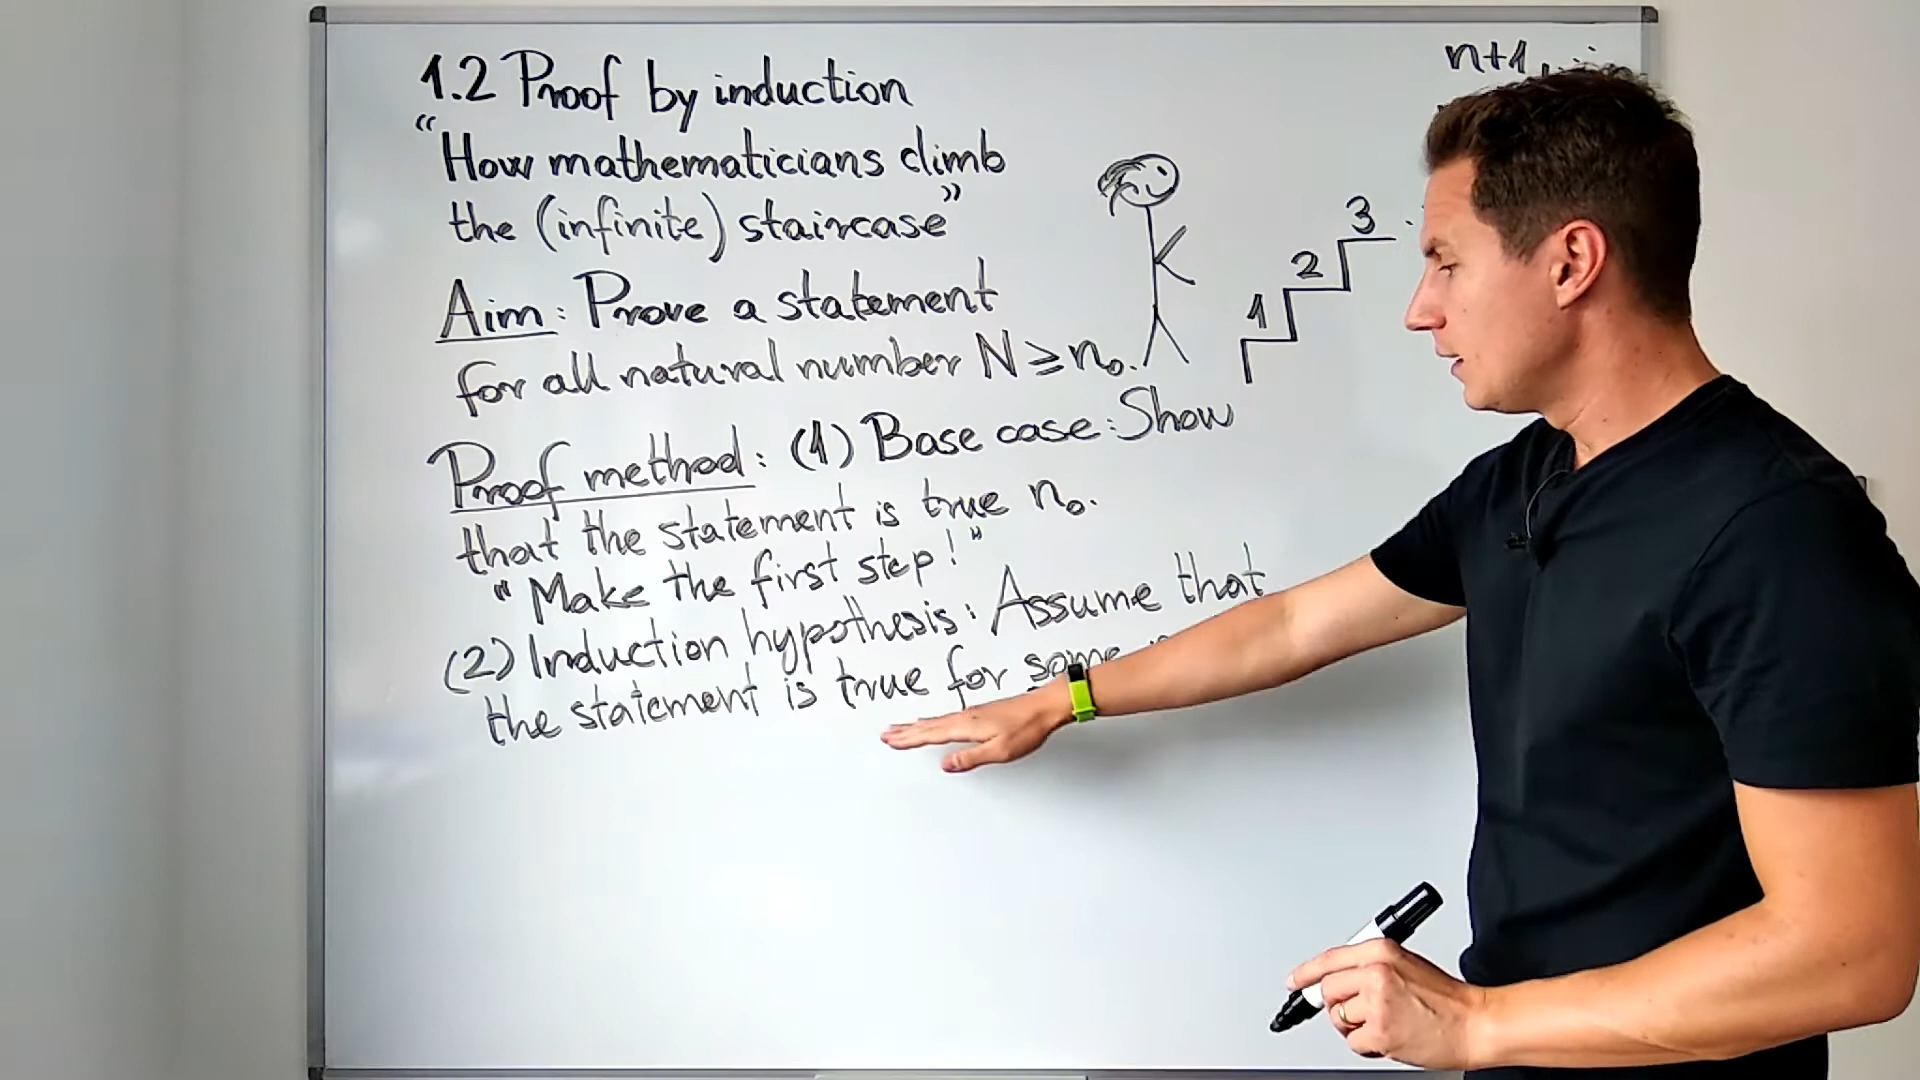 1.2 Proof by induction
"How mathematicians climb
the (infinite) staircase"
Aim: Prove a statement
for all natural number N ≥ n₀.
Proof method: (1) Base case: Show
that the statement is true n₀.
"Make the first step!"
(2) Induction hypothesis: Assume that
the statement is true for some
n+1
3
2
1